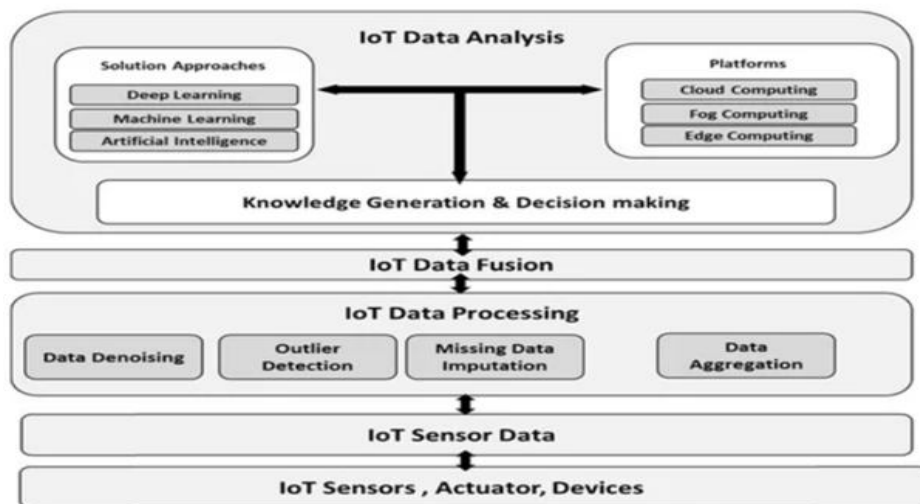 IoT Data Analysis
Solution Approaches
Deep Learning
Machine Learning
Artificial Intelligence
Platforms
Cloud Computing
Fog Computing
Edge Computing
Knowledge Generation & Decision making
IoT Data Fusion
IoT Data Processing
Data Denoising
Outlier
Detection
Missing Data
Imputation
Data
Aggregation
IoT Sensor Data
IoT Sensors , Actuator, Devices